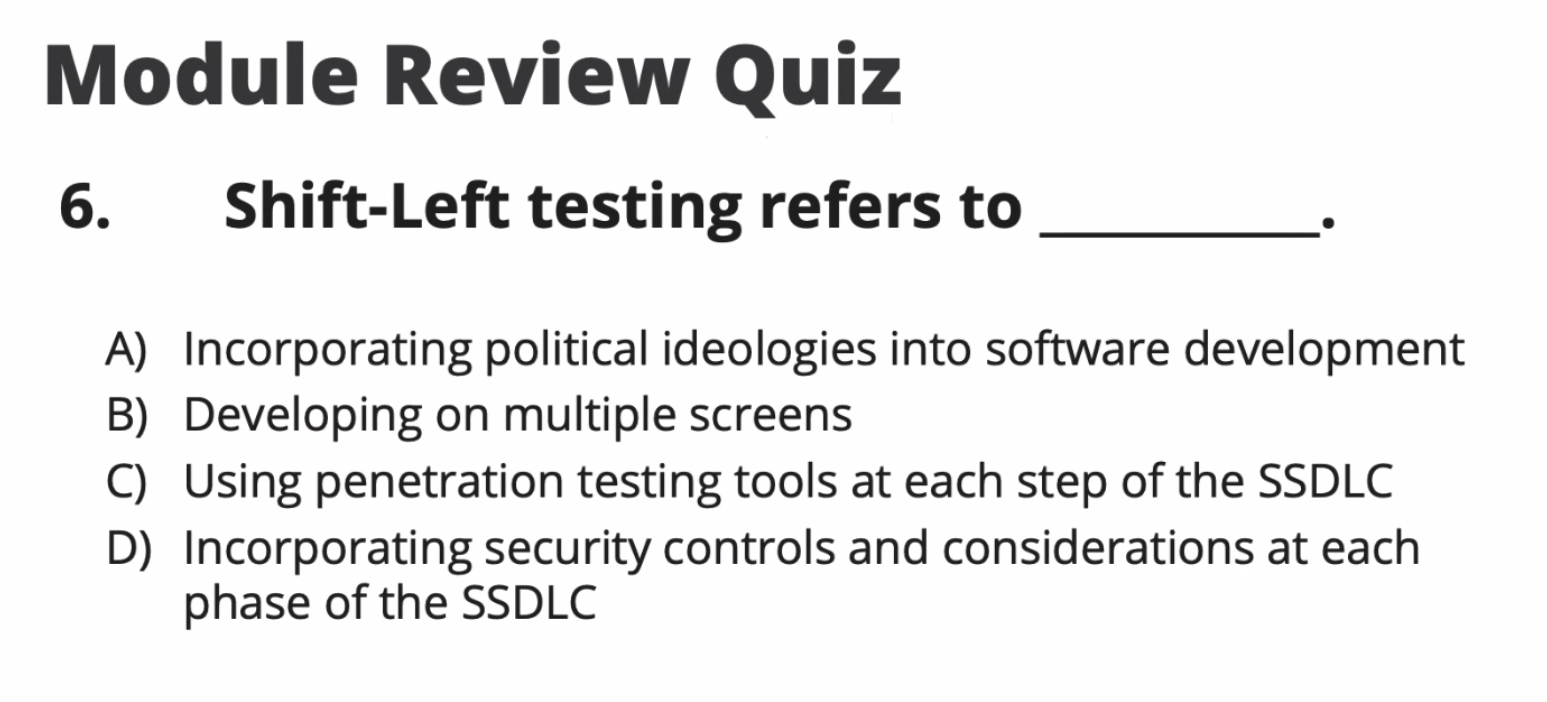 Module Review Quiz
6. Shift-Left testing refers to __________.
A) Incorporating political ideologies into software development
B) Developing on multiple screens
C) Using penetration testing tools at each step of the SSDLC
D) Incorporating security controls and considerations at each
phase of the SSDLC